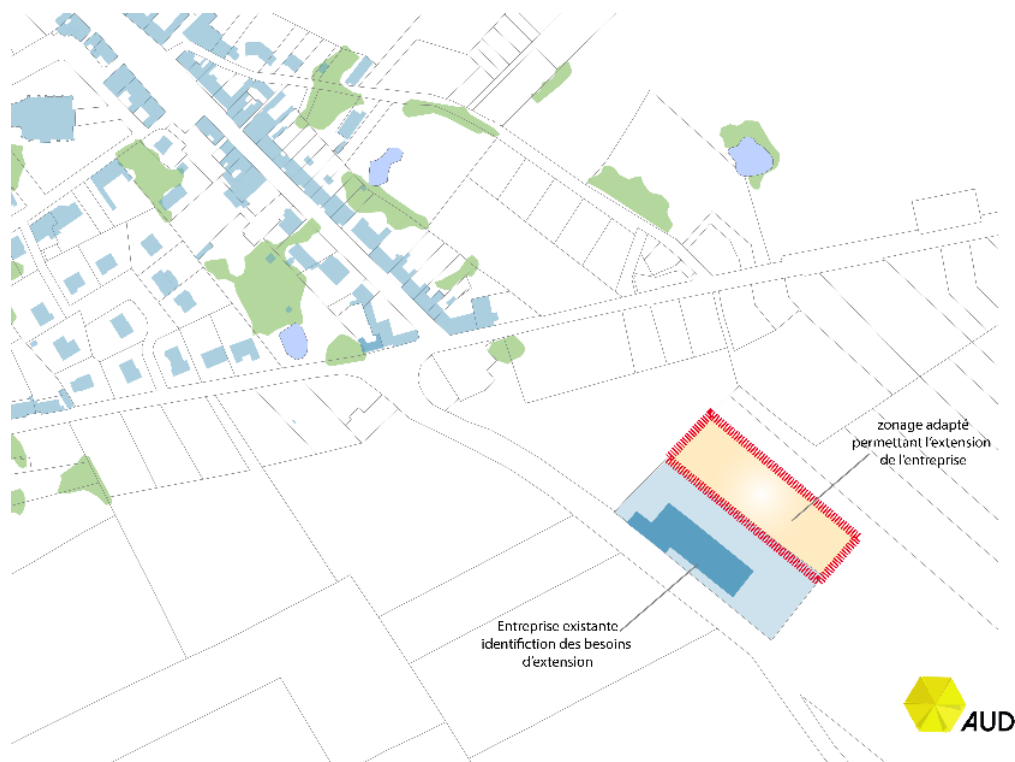 zonage adapté
permettant l'extension
de l'entreprise
Entreprise existante
identifiction des besoins
d'extension
AUD